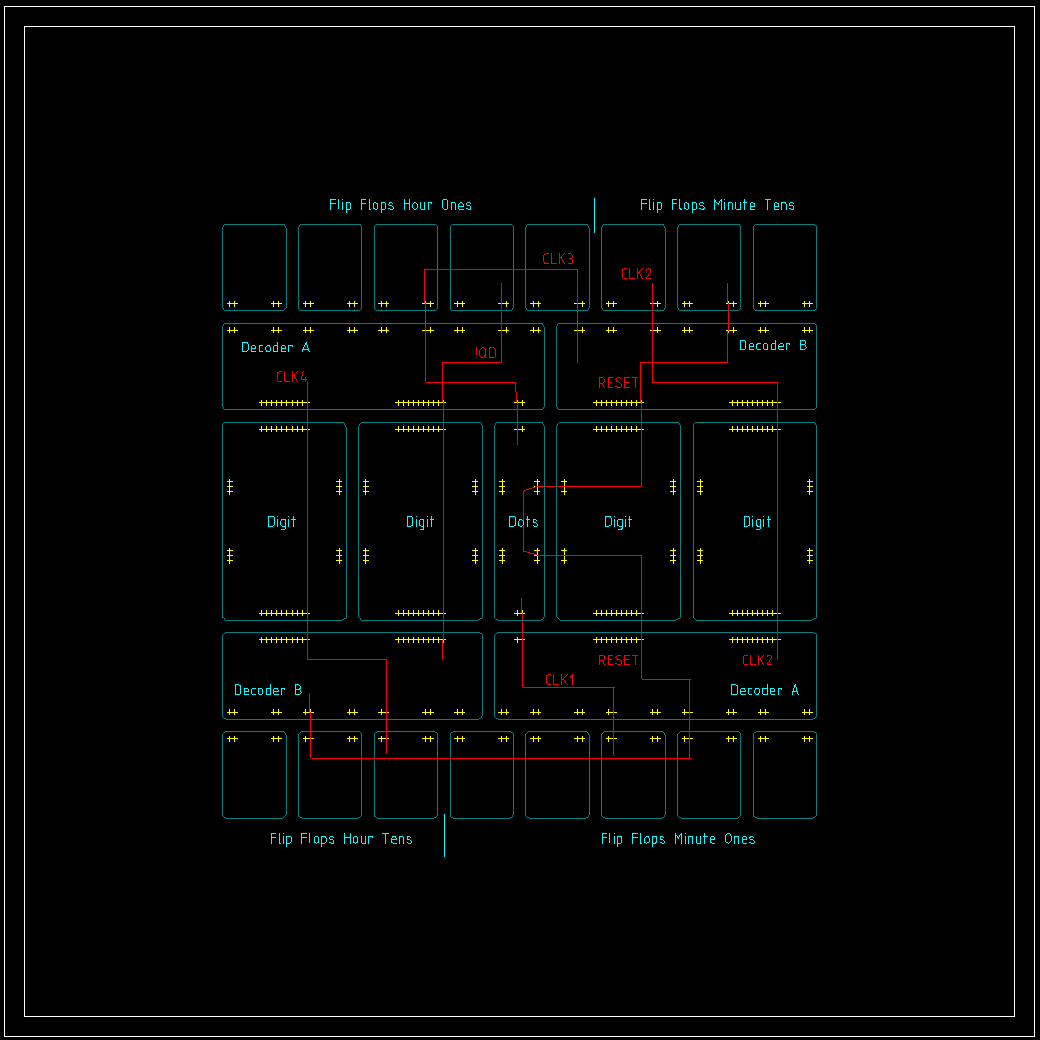 Flip Flops Hour Ones
Flip Flops Minute Tens
CLK3
CLK2
Decoder A
!QD
Decoder B
CLK4
RESET
Digit
Digit
Dots
Digit
Digit
RESET
CLK2
CLK1
Decoder B
Decoder A
Flip Flops Hour Tens
Flip Flops Minute Ones